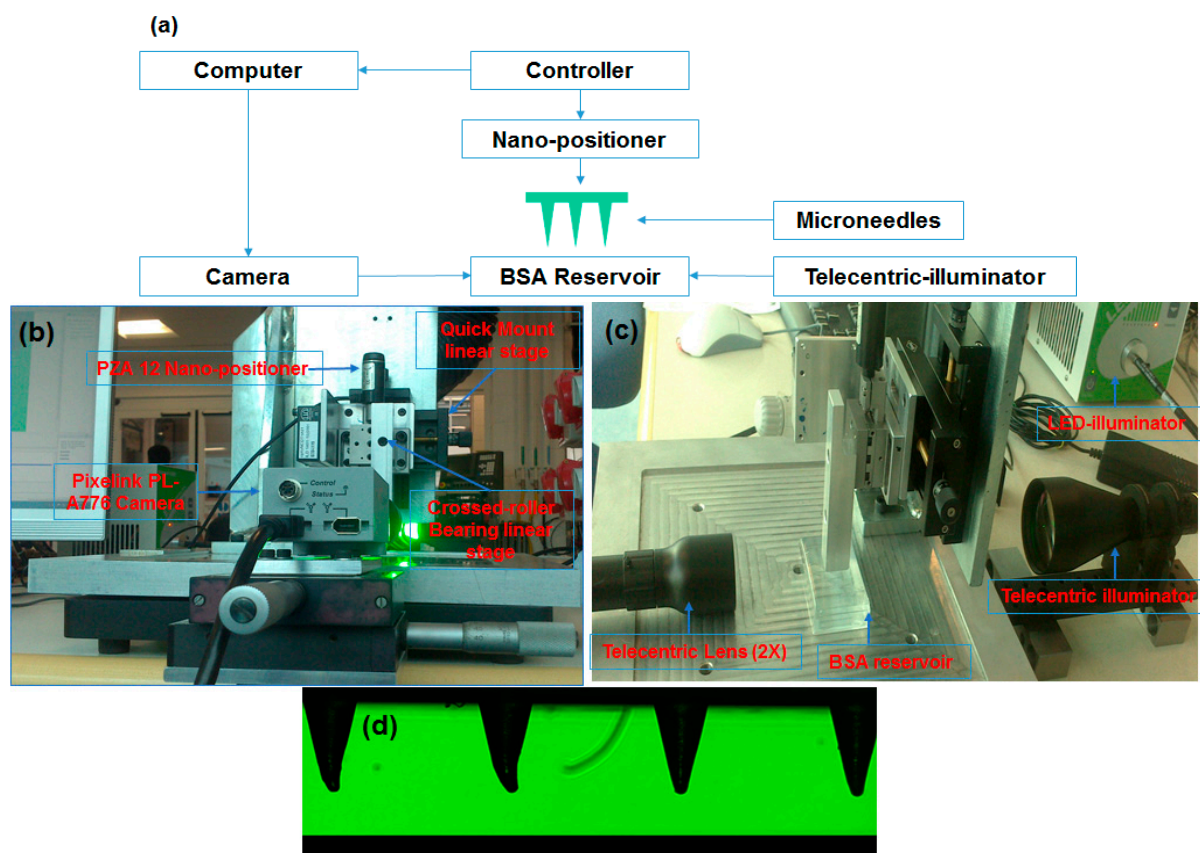 (a)
Computer
Controller
Nano-positioner
Microneedles
Camera
BSA Reservoir
Telecentric-illuminator
(b)
Quick Mount
linear stage
PZA 12 Nano-positioner
Pixelink PL-
A776 Camera
Control
Status
Crossed-roller
Bearing linear
stage
(c)
LED-illuminator
Telecentric illuminator
Telecentric Lens (2X)
BSA reservoir
(d)